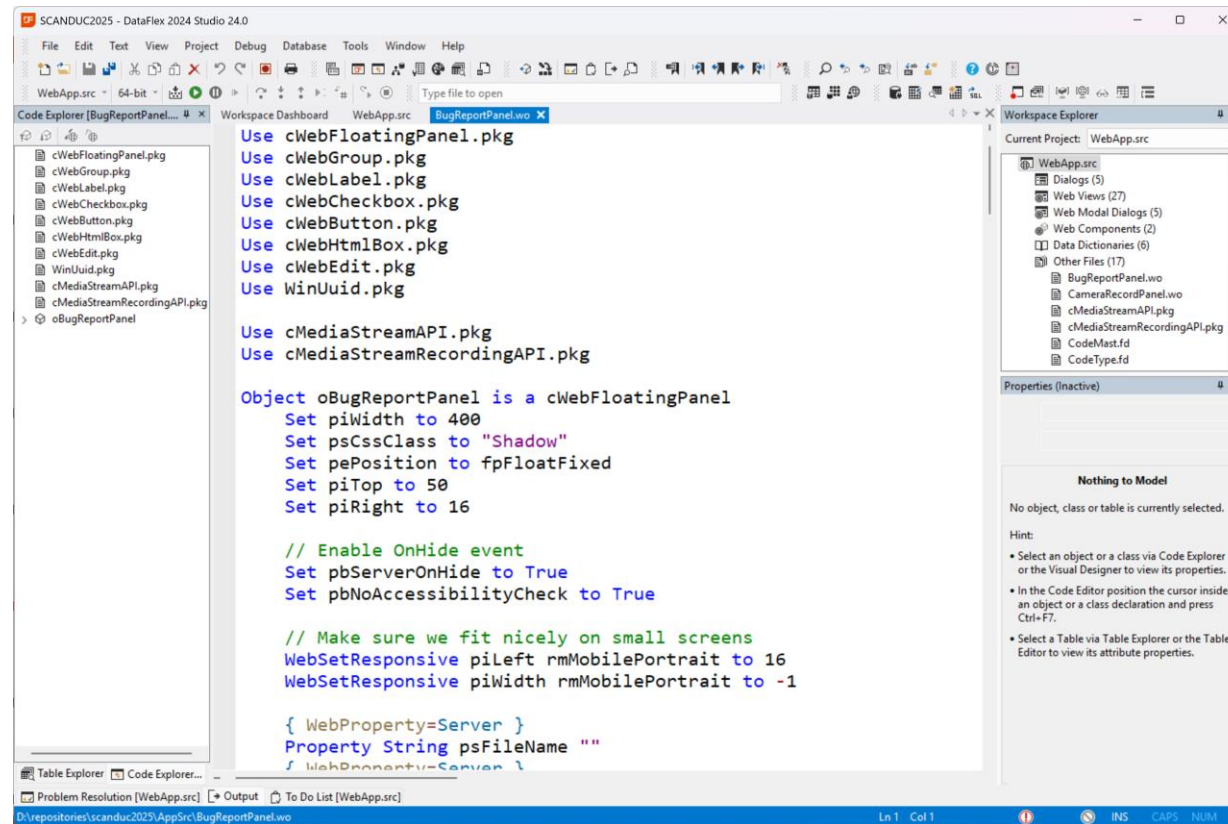 SCANDUC2025 - DataFlex 2024 Studio 24.0
File Edit Text View Project Debug Database Tools Window Help
WebApp.src 64-bit Type file to open
Code Explorer [BugReportPanel....
cWebFloatingPanel.pkg
cWebGroup.pkg
cWebLabel.pkg
cWebCheckbox.pkg
cWebButton.pkg
cWebHtmlBox.pkg
cWebEdit.pkg
WinUuid.pkg
cMediaStreamAPI.pkg
cMediaStreamRecordingAPI.pkg
oBugReportPanel
Table Explorer Code Explorer...
Workspace Dashboard WebApp.src BugReportPanel.wo
Use cWebFloatingPanel.pkg
Use cWebGroup.pkg
Use cWebLabel.pkg
Use cWebCheckbox.pkg
Use cWebButton.pkg
Use cWebHtmlBox.pkg
Use cWebEdit.pkg
Use WinUuid.pkg
Use cMediaStreamAPI.pkg
Use cMediaStreamRecordingAPI.pkg
Object oBugReportPanel is a cWebFloatingPanel
Set piWidth to 400
Set psCssClass to "Shadow"
Set pePosition to fpFloatFixed
Set piTop to 50
Set piRight to 16
// Enable OnHide event
Set pbServerOnHide to True
Set pbNoAccessibilityCheck to True
// Make sure we fit nicely on small screens
WebSetResponsive piLeft rmMobilePortrait to 16
WebSetResponsive piWidth rmMobilePortrait to -1
{ WebProperty=Server }
Property String psFileName ""
{ WebProperty=Server }
Workspace Explorer
Current Project: WebApp.src
WebApp.src
Dialogs (5)
Web Views (27)
Web Modal Dialogs (5)
Web Components (2)
Data Dictionaries (6)
Other Files (17)
BugReportPanel.wo
CameraRecordPanel.wo
cMediaStreamAPI.pkg
cMediaStreamRecordingAPI.pkg
CodeMast.fd
CodeType.fd
Properties (Inactive)
Nothing to Model
No object, class or table is currently selected.
Hint:
• Select an object or a class via Code Explorer
or the Visual Designer to view its properties.
• In the Code Editor position the cursor inside
an object or a class declaration and press
Ctrl+F7.
• Select a Table via Table Explorer or the Table
Editor to view its attribute properties.
Problem Resolution [WebApp.src] Output To Do List [WebApp.src]
D:\repositories\scanduc2025\AppSrc\BugReportPanel.wo Ln 1 Col 1 INS CAPS NUM